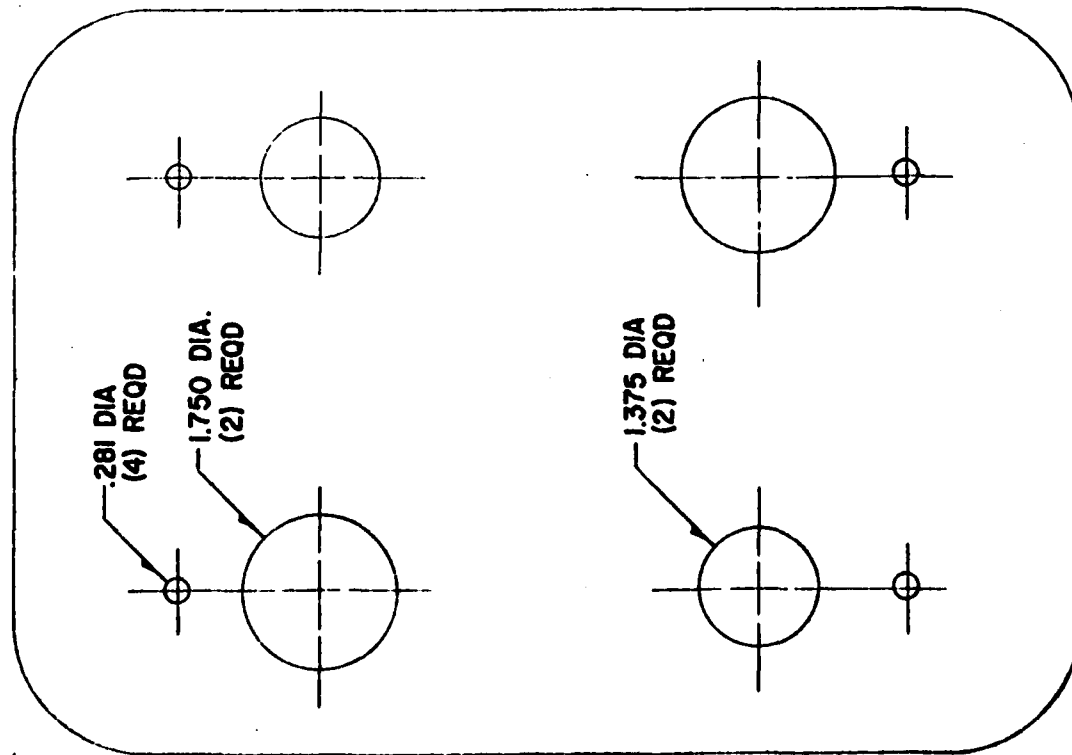 .281 DIA
(4) REQD
1.750 DIA.
(2) REQD
1.375 DIA
(2) REQD